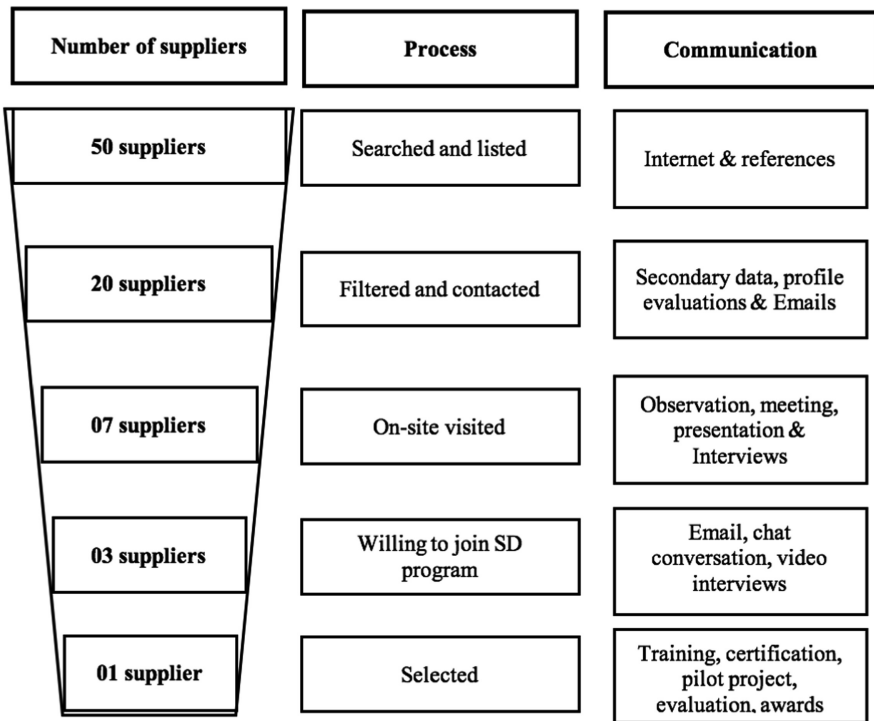 Number of suppliers
Process
Communication
50 suppliers
Searched and listed
Internet & references
20 suppliers
Filtered and contacted
Secondary data, profile
evaluations & Emails
07 suppliers
On-site visited
Observation, meeting,
presentation &
Interviews
03 suppliers
Willing to join SD
program
Email, chat
conversation, video
interviews
01 supplier
Selected
Training, certification,
pilot project,
evaluation, awards